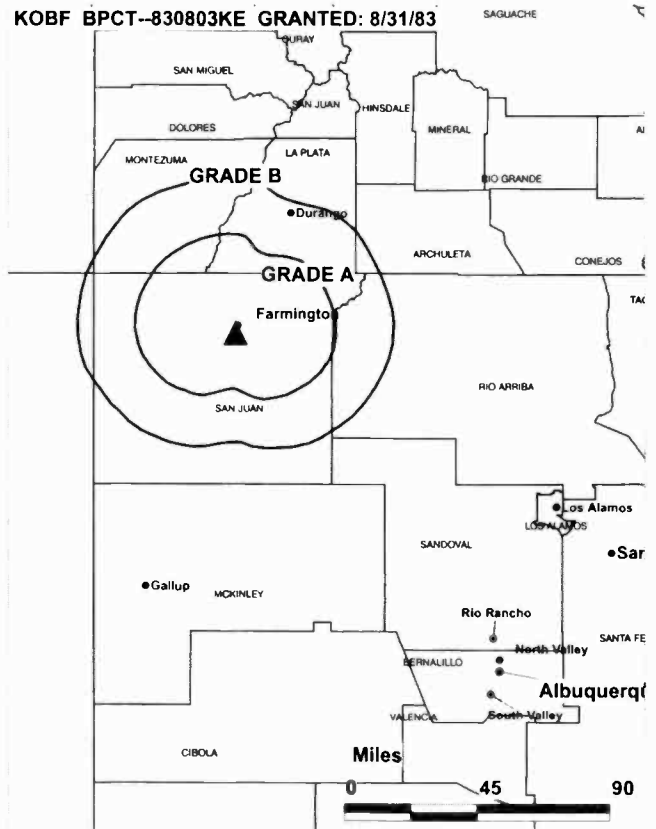 KOBF BPCT--830803KE GRANTED: 8/31/83
SAGUACHE
OURAY
SAN MIGUEL
SAN JUAN
HINSDALE
DOLORES
MINERAL
MONTEZUMA
LA PLATA
GRADE B
RIO GRANDE
Durango
ARCHULETA
CONEJOS
GRADE A
TAO
Farmington
RIO ARRIBA
SAN JUAN
Los Alamos
LOS ALAMOS
SANDOVAL
San
Gallup
MCKINLEY
Rio Rancho
SANTA FE
North Valley
BERNALILLO
Albuquerq
South Valley
VALENCIA
CIBOLA
Miles
0 45 90